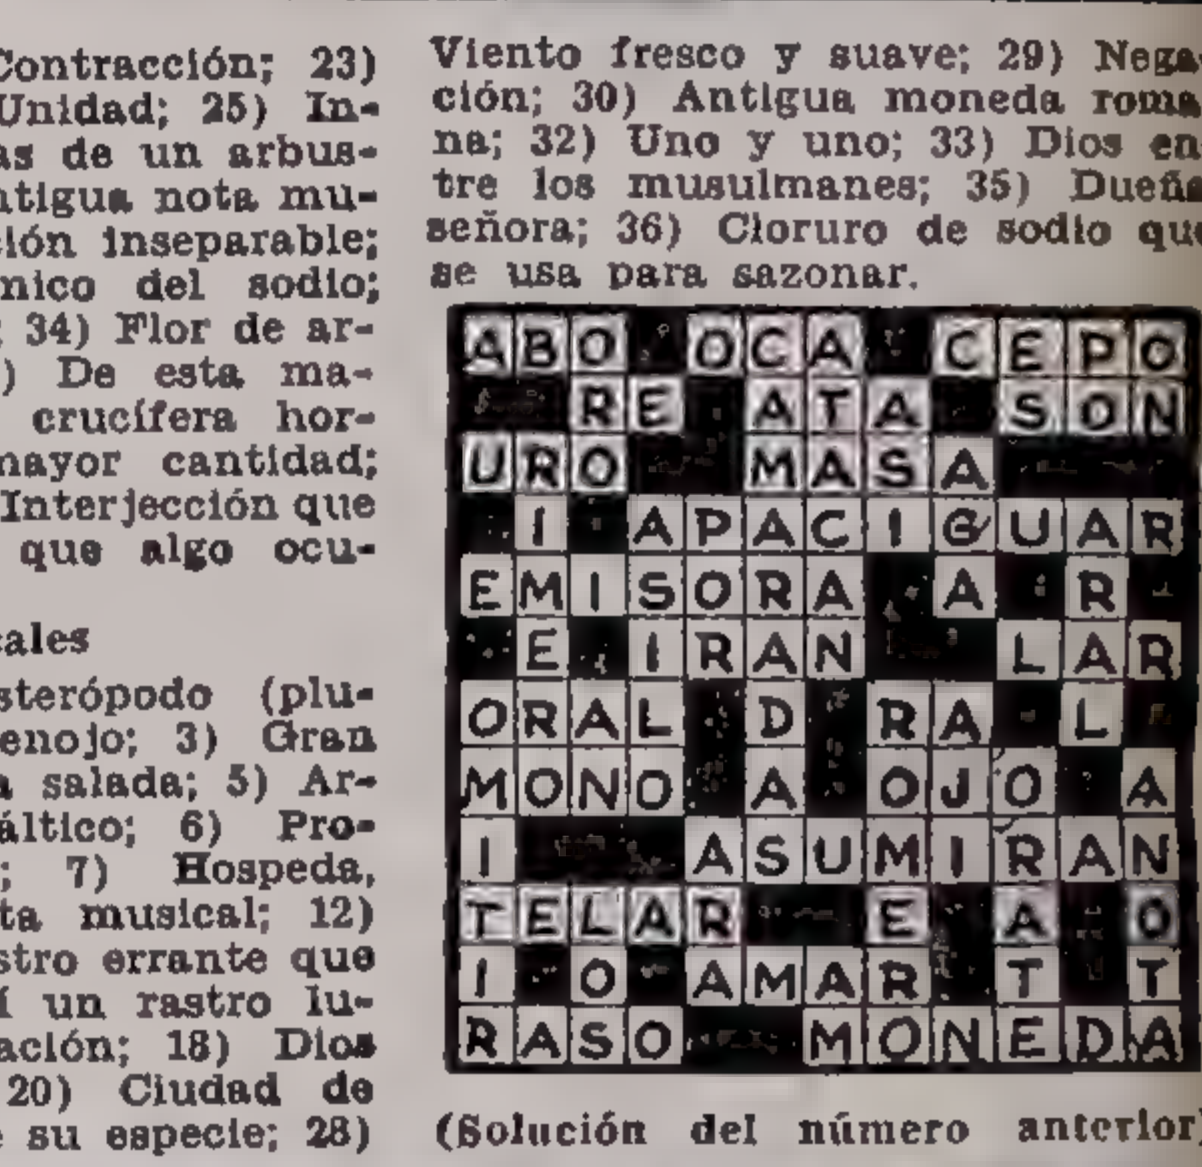 Contracción; 23)
Unidad; 25) In-
as de un arbus-
ntigua nota mu-
ción inseparable;
nico del sodio;
; 34) Flor de ar-
) De esta ma-
crucífera hor-
mayor cantidad;
Interjección que
que algo ocu-
cales
sterópodo (plu-
enojo; 3) Gran
a salada; 5) Ar-
áltico; 6) Pro-
; 7) Hospeda,
ta musical; 12)
stro errante que
í un rastro lu-
ación; 18) Dios
20) Ciudad de
e su especie; 28)
Viento fresco y suave; 29) Nega-
ción; 30) Antigua moneda roma-
na; 32) Uno y uno; 33) Dios en-
tre los musulmanes; 35) Dueña
señora; 36) Cloruro de sodio que
se usa para sazonar.
ABO OCA CEPO
RE ATA SON
URO MASA
I APACIGUAR
EMISORA A R
E IRAN LAR
ORAL D RA L
MONO A OJO A
I ASUMIRAN
TELAR E A O
I O AMAR T T
RASO MONEDA
(Solución del número anterior)